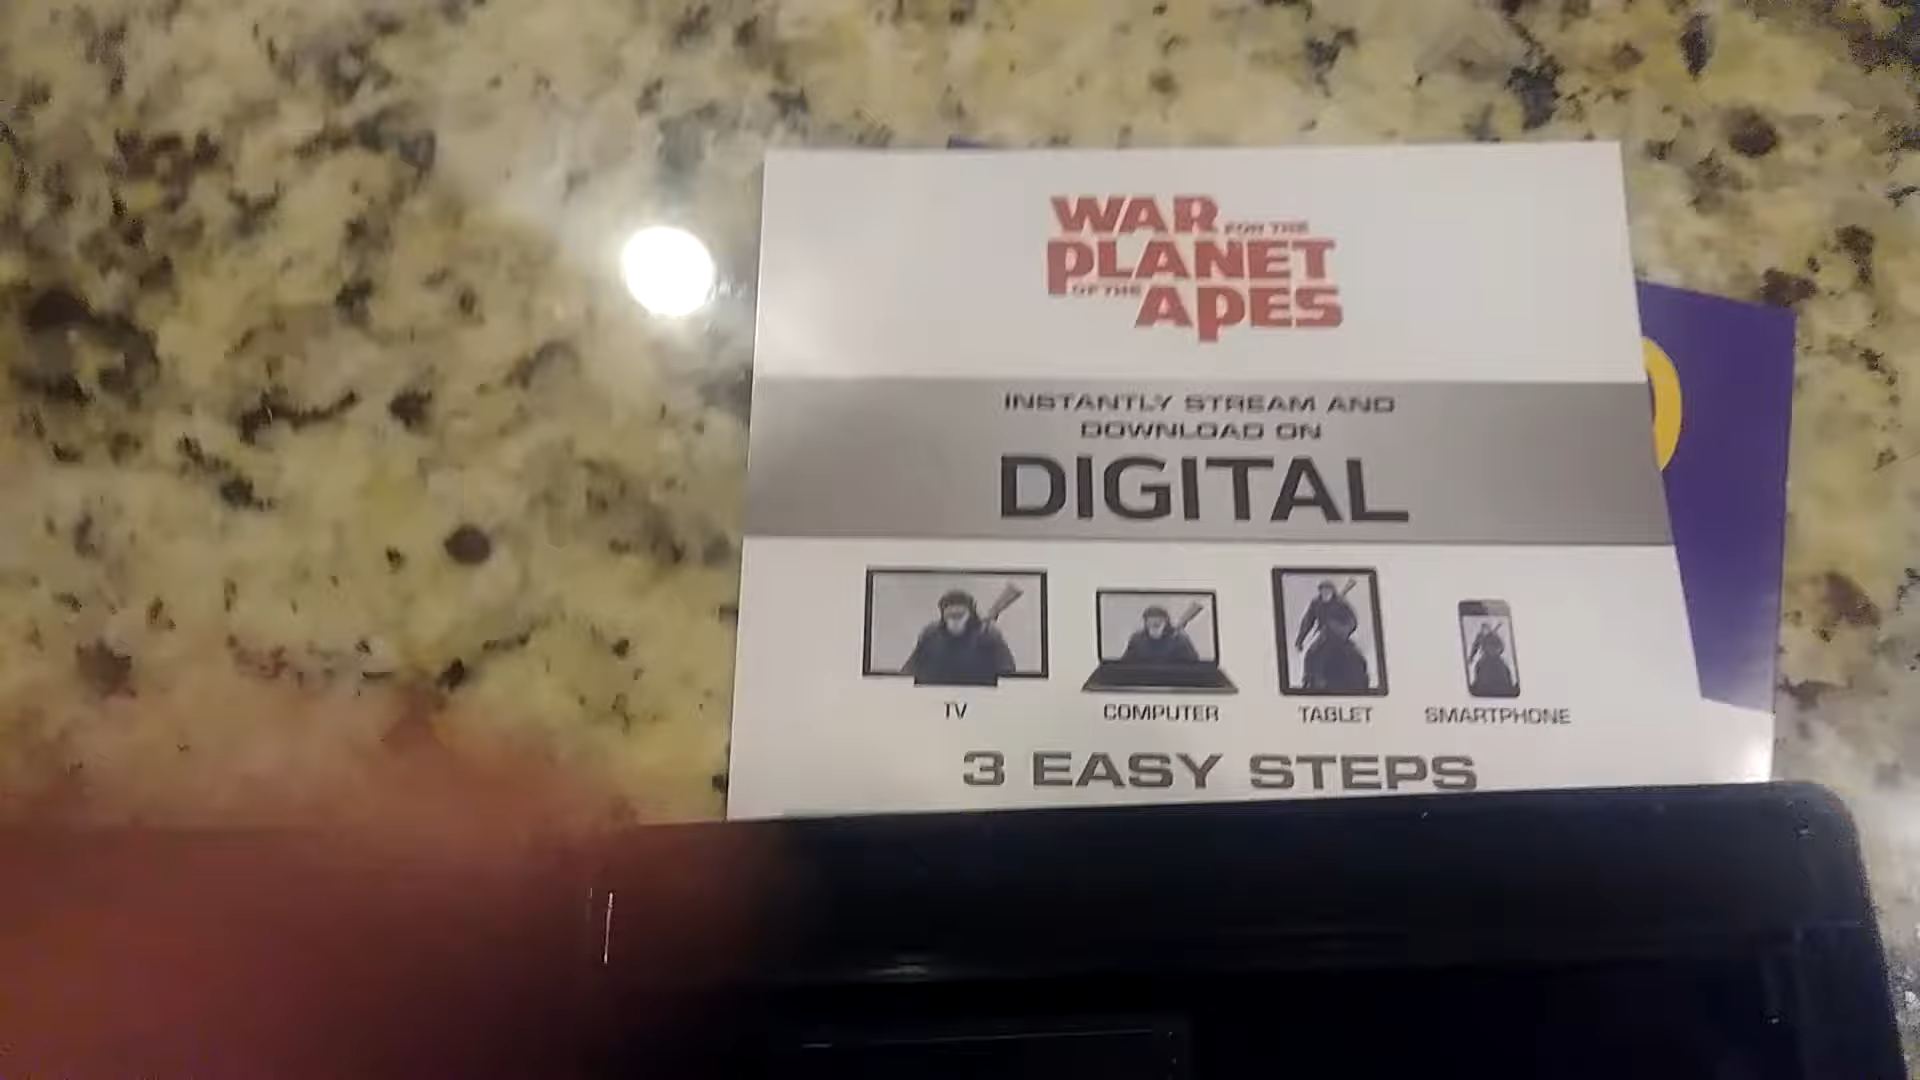 WAR FOR THE
PLANET
OF THE APES
INSTANTLY STREAM AND
DOWNLOAD ON
DIGITAL
TV COMPUTER TABLET SMARTPHONE
3 EASY STEPS